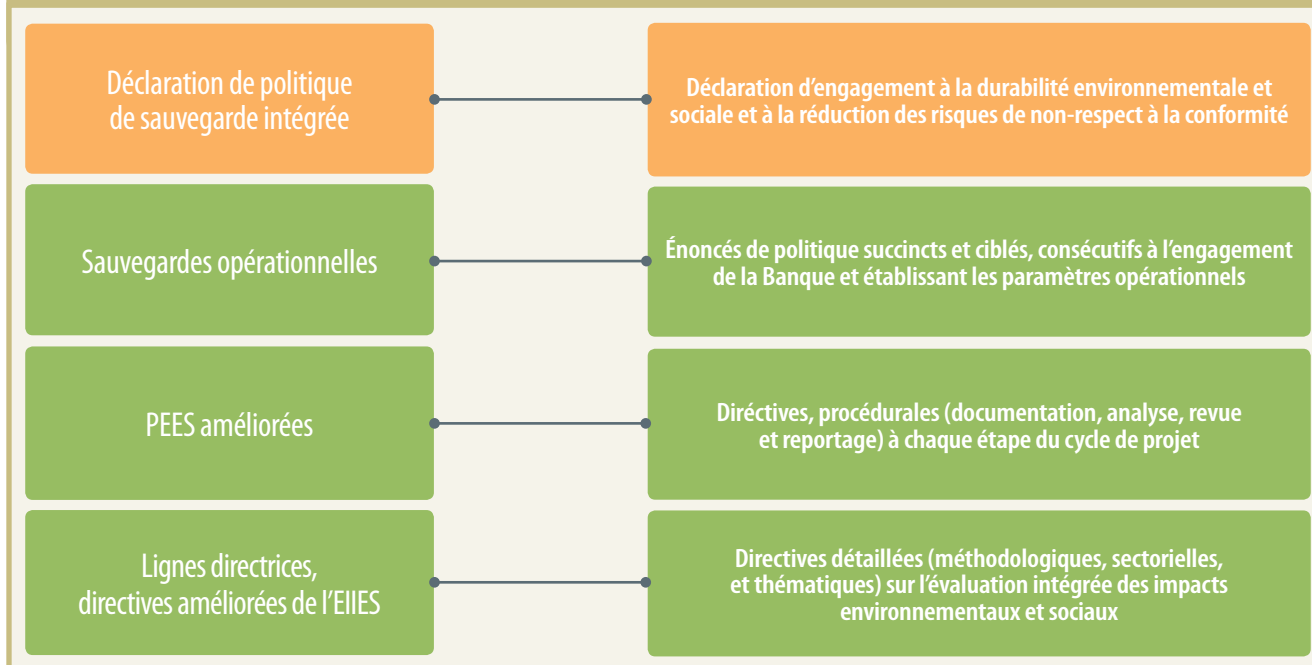 Déclaration de politique
de sauvegarde intégrée
Déclaration d’engagement à la durabilité environnementale et
sociale et à la réduction des risques de non-respect à la conformité
Sauvegardes opérationnelles
Énoncés de politique succincts et ciblés, consécutifs à l’engagement
de la Banque et établissant les paramètres opérationnels
PEES améliorées
Diréctives, procédurales (documentation, analyse, revue
et reportage) à chaque étape du cycle de projet
Lignes directrices,
directives améliorées de l’EIIES
Directives détaillées (méthodologiques, sectorielles,
et thématiques) sur l’évaluation intégrée des impacts
environnementaux et sociaux